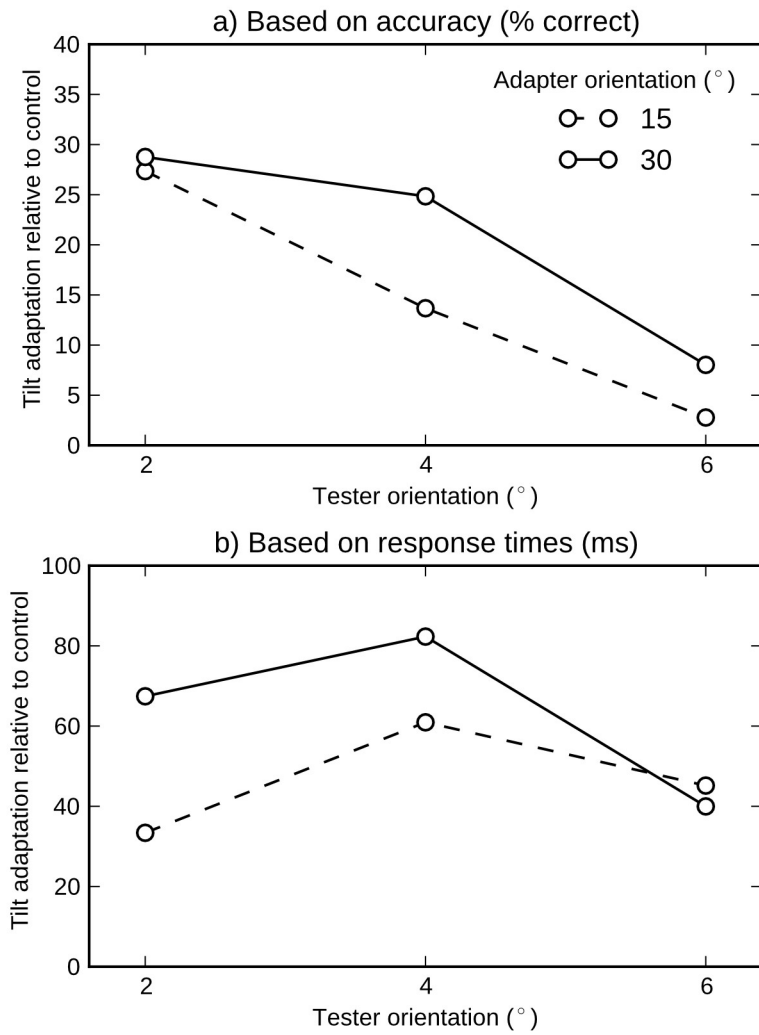 a) Based on accuracy (% correct)
Tilt adaptation relative to control
40
35
30
25
20
15
10
5
0
Adapter orientation (°)
15
30
2 4 6
Tester orientation (°)
b) Based on response times (ms)
Tilt adaptation relative to control
100
80
60
40
20
0
2 4 6
Tester orientation (°)